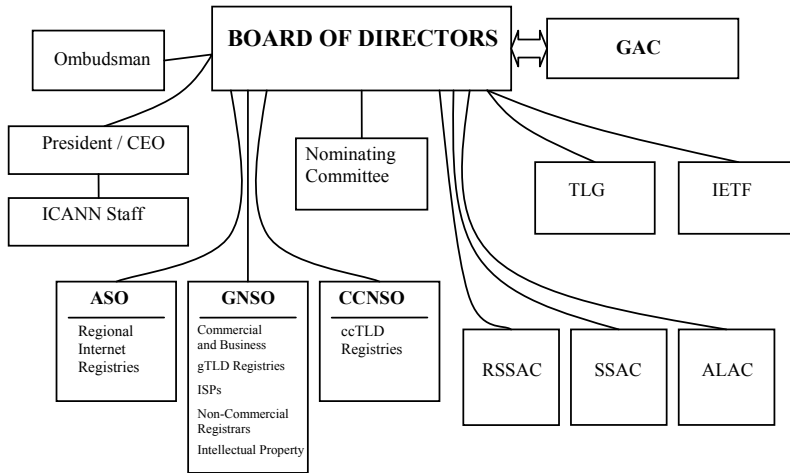 BOARD OF DIRECTORS
GAC
Ombudsman
President / CEO
Nominating
Committee
TLG
IETF
ICANN Staff
ASO
Regional
Internet
Registries
GNSO
Commercial
and Business
gTLD Registries
ISPs
Non-Commercial
Registrars
Intellectual Property
CCNSO
ccTLD
Registries
RSSAC
SSAC
ALAC